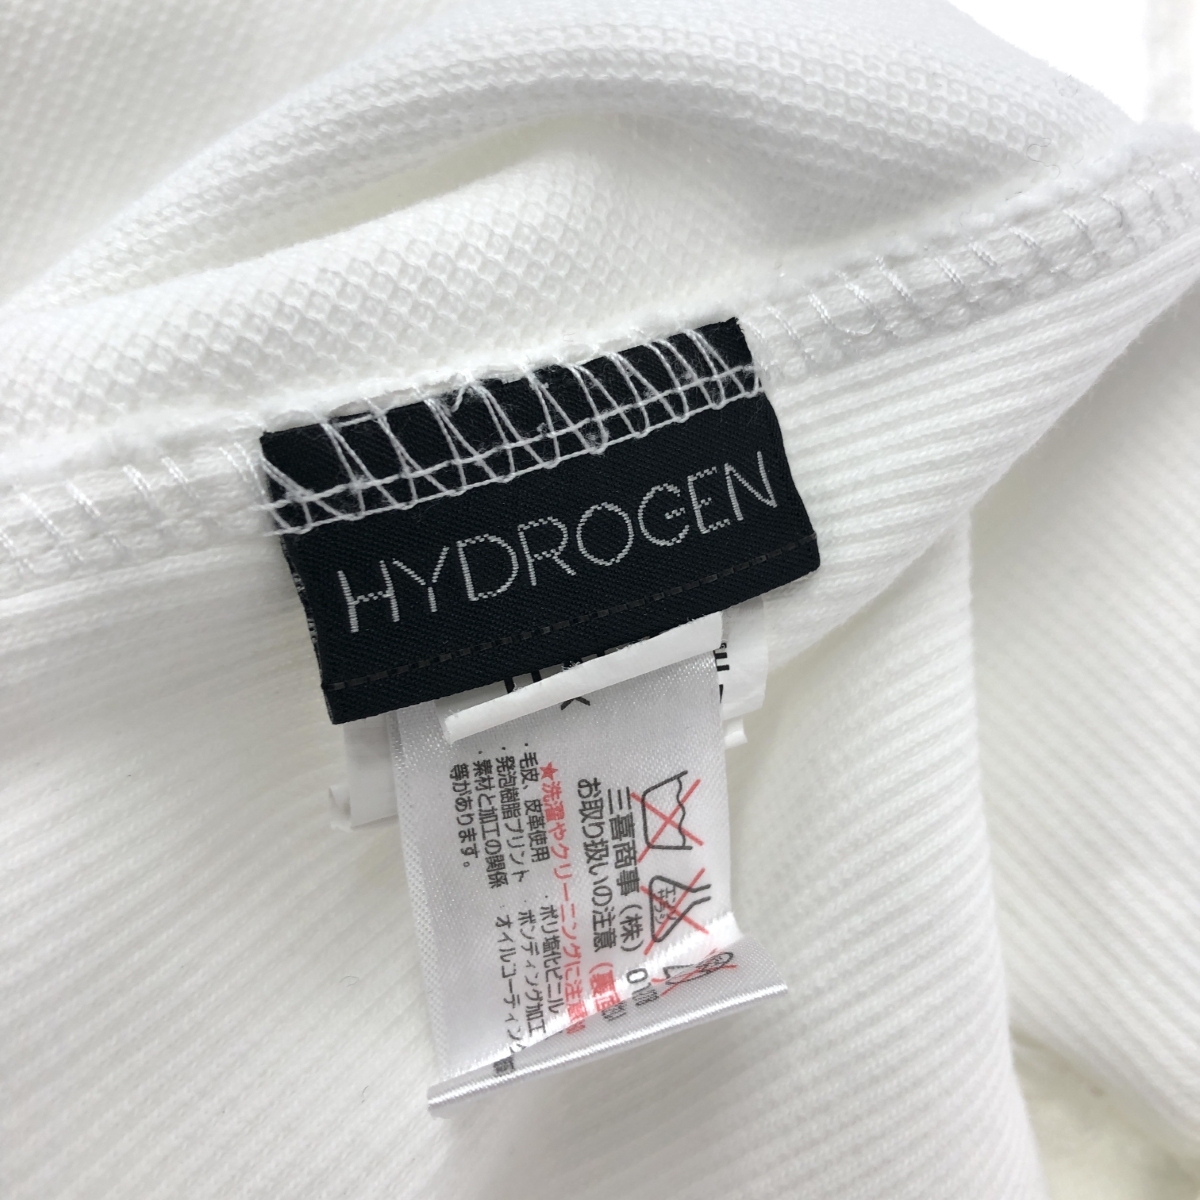 HYDROGEN
三喜商事(株)
お取り扱いの注意
★洗濯やクリーニングに注意
・毛皮、皮革使用 ・ポリ塩化ビニル
・発泡樹脂プリント ・ボンディング加工
・素材と加工の関係 ・オイルコーティン
等があります。